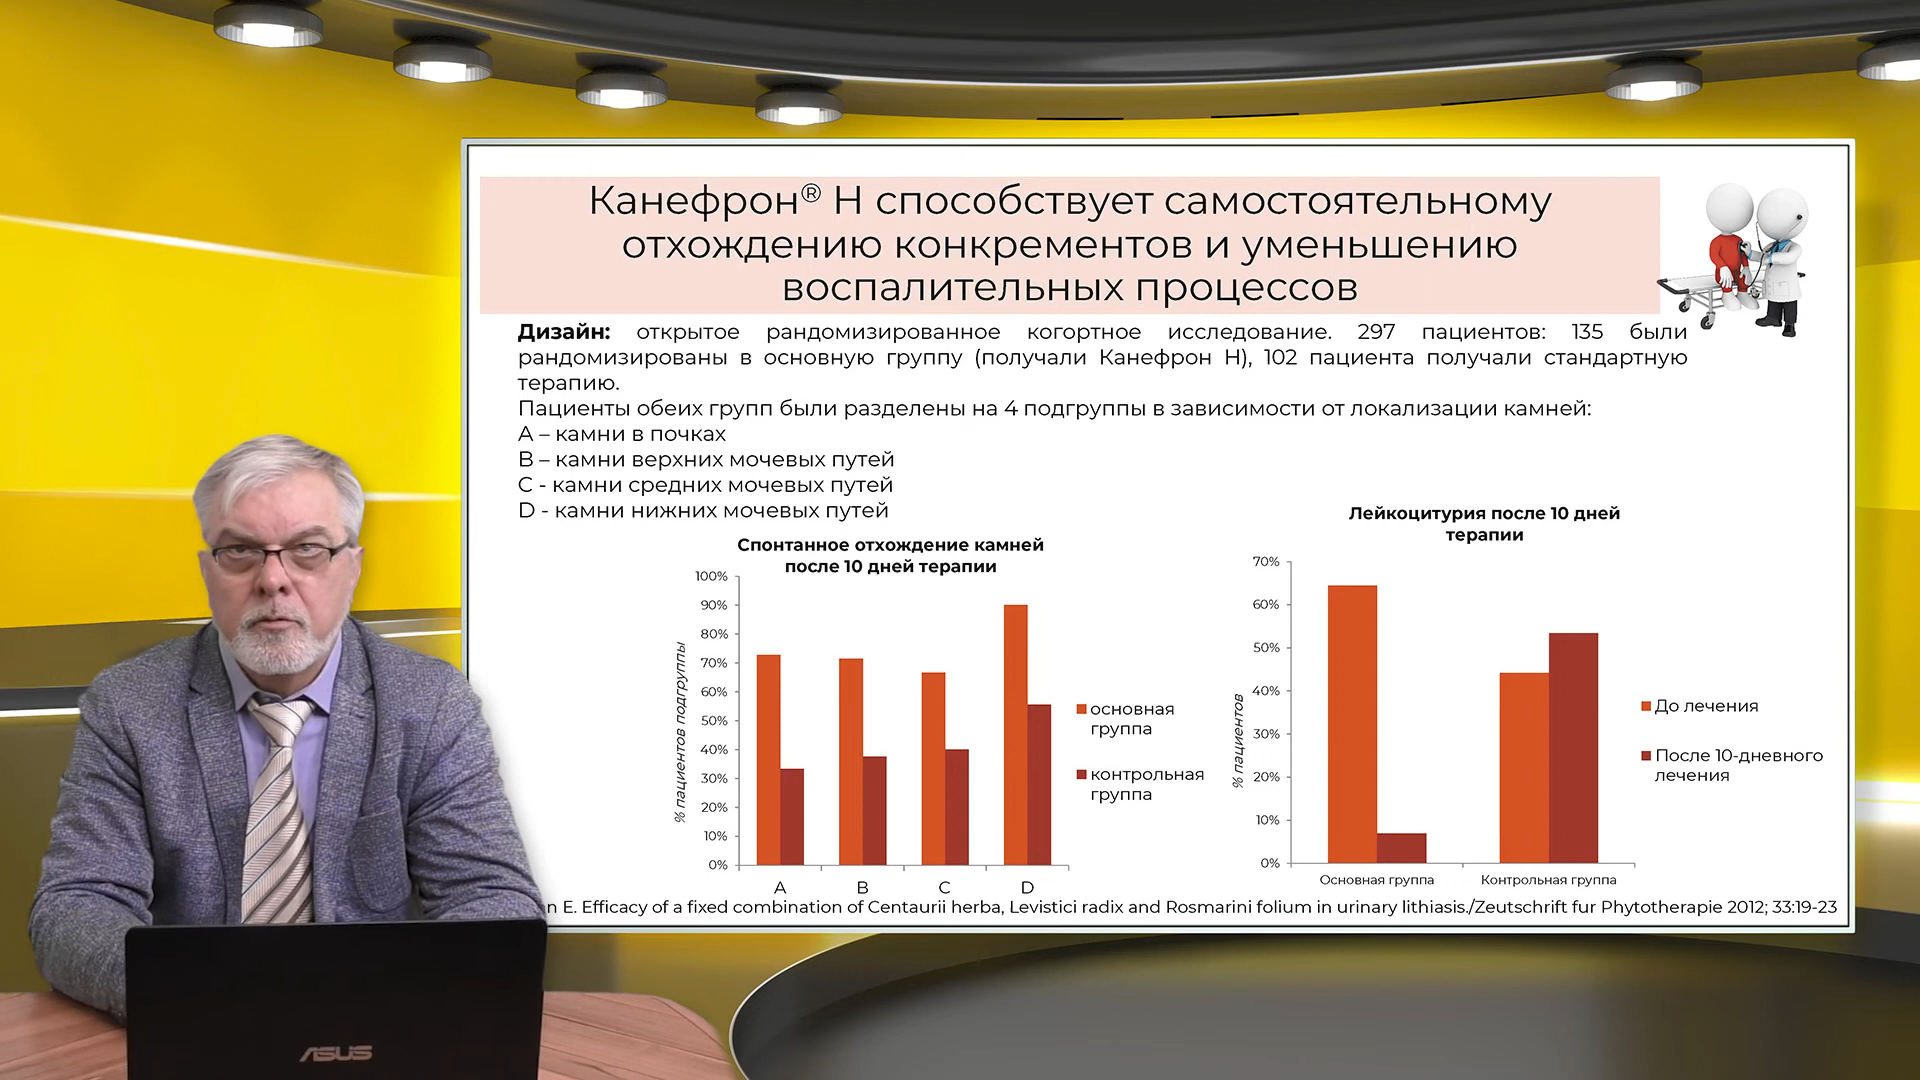 Канефрон® Н способствует самостоятельному
отхождению конкрементов и уменьшению
воспалительных процессов
Дизайн: открытое рандомизированное когортное исследование. 297 пациентов: 135 были
рандомизированы в основную группу (получали Канефрон Н), 102 пациента получали стандартную
терапию.
Пациенты обеих групп были разделены на 4 подгруппы в зависимости от локализации камней:
А – камни в почках
В – камни верхних мочевых путей
С - камни средних мочевых путей
D - камни нижних мочевых путей
Спонтанное отхождение камней
после 10 дней терапии
% пациентов подгруппы
100%
90%
80%
70%
60%
50%
40%
30%
20%
10%
0%
A
B
C
D
основная
группа
контрольная
группа
Лейкоцитурия после 10 дней
терапии
% пациентов
70%
60%
50%
40%
30%
20%
10%
0%
Основная группа
Контрольная группа
До лечения
После 10-дневного
лечения
E. Efficacy of a fixed combination of Centaurii herba, Levistici radix and Rosmarini folium in urinary lithiasis./Zeutschrift fur Phytotherapie 2012; 33:19-23
ASUS